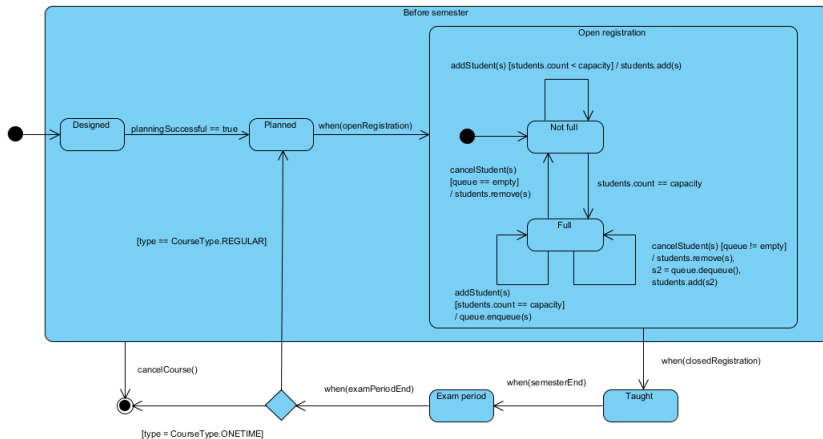 Before semester
Open registration
addStudent(s) [students.count < capacity] / students.add(s)
Designed
planningSuccessful == true
Planned
when(openRegistration)
Not full
cancelStudent(s)
[queue == empty]
/ students.remove(s)
students.count == capacity
Full
[type == CourseType.REGULAR]
cancelStudent(s) [queue != empty]
/ students.remove(s),
s2 = queue.dequeue(),
students.add(s2)
addStudent(s)
[students.count == capacity]
/ queue.enqueue(s)
when(closedRegistration)
cancelCourse()
when(examPeriodEnd)
when(semesterEnd)
Exam period
Taught
[type = CourseType.ONETIME]